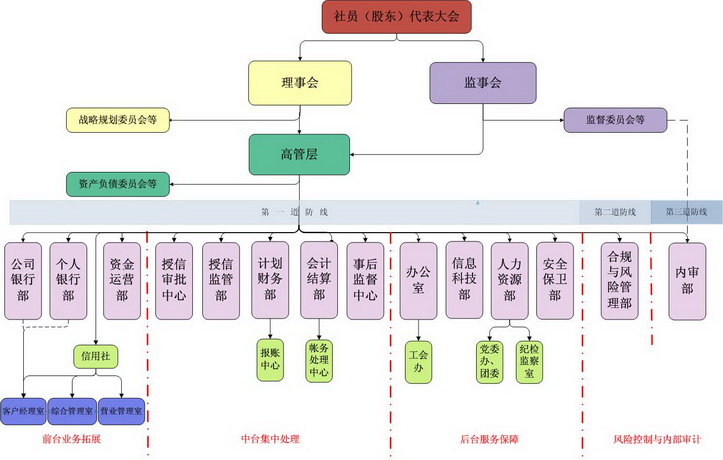 社员（股东）代表大会
理事会
监事会
战略规划委员会等
监督委员会等
高管层
资产负债委员会等
第一道防线
第二道防线
第三道防线
公司
银行
部
个人
银行
部
资金
运营
部
授信
审批
中心
授信
监管
部
计划
财务
部
会计
结算
部
事后
监督
中心
办公
室
信息
科技
部
人力
资源
部
安全
保卫
部
合规
与风
险管
理部
内审
部
信用社
报账
中心
帐务
处理
中心
工会
办
党委
办、
团委
纪检
监察
室
客户经理室
综合管理室
营业管理室
前台业务拓展
中台集中处理
后台服务保障
风险控制与内部审计